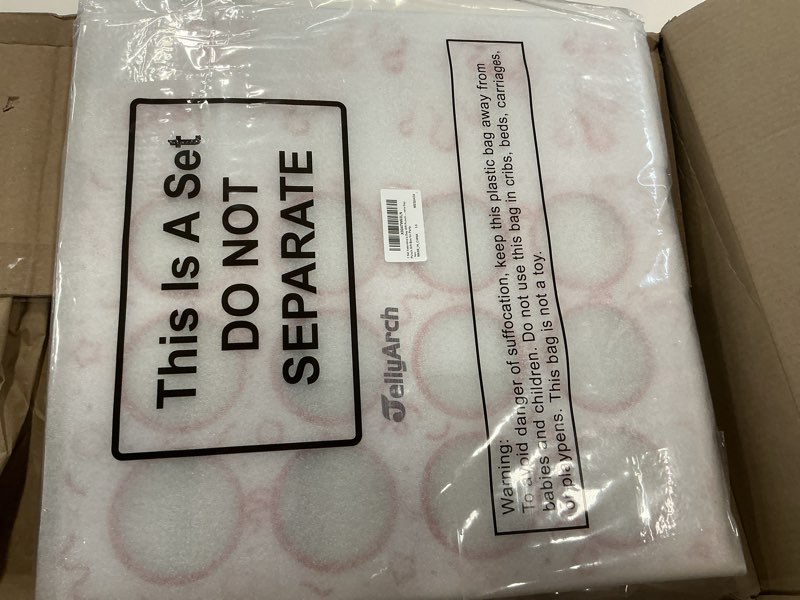 This Is A Set
DO NOT
SEPARATE
JellyArch
Warning:
To avoid danger of suffocation, keep this plastic bag away from
babies and children. Do not use this bag in cribs, beds, carriages,
or playpens. This bag is not a toy.